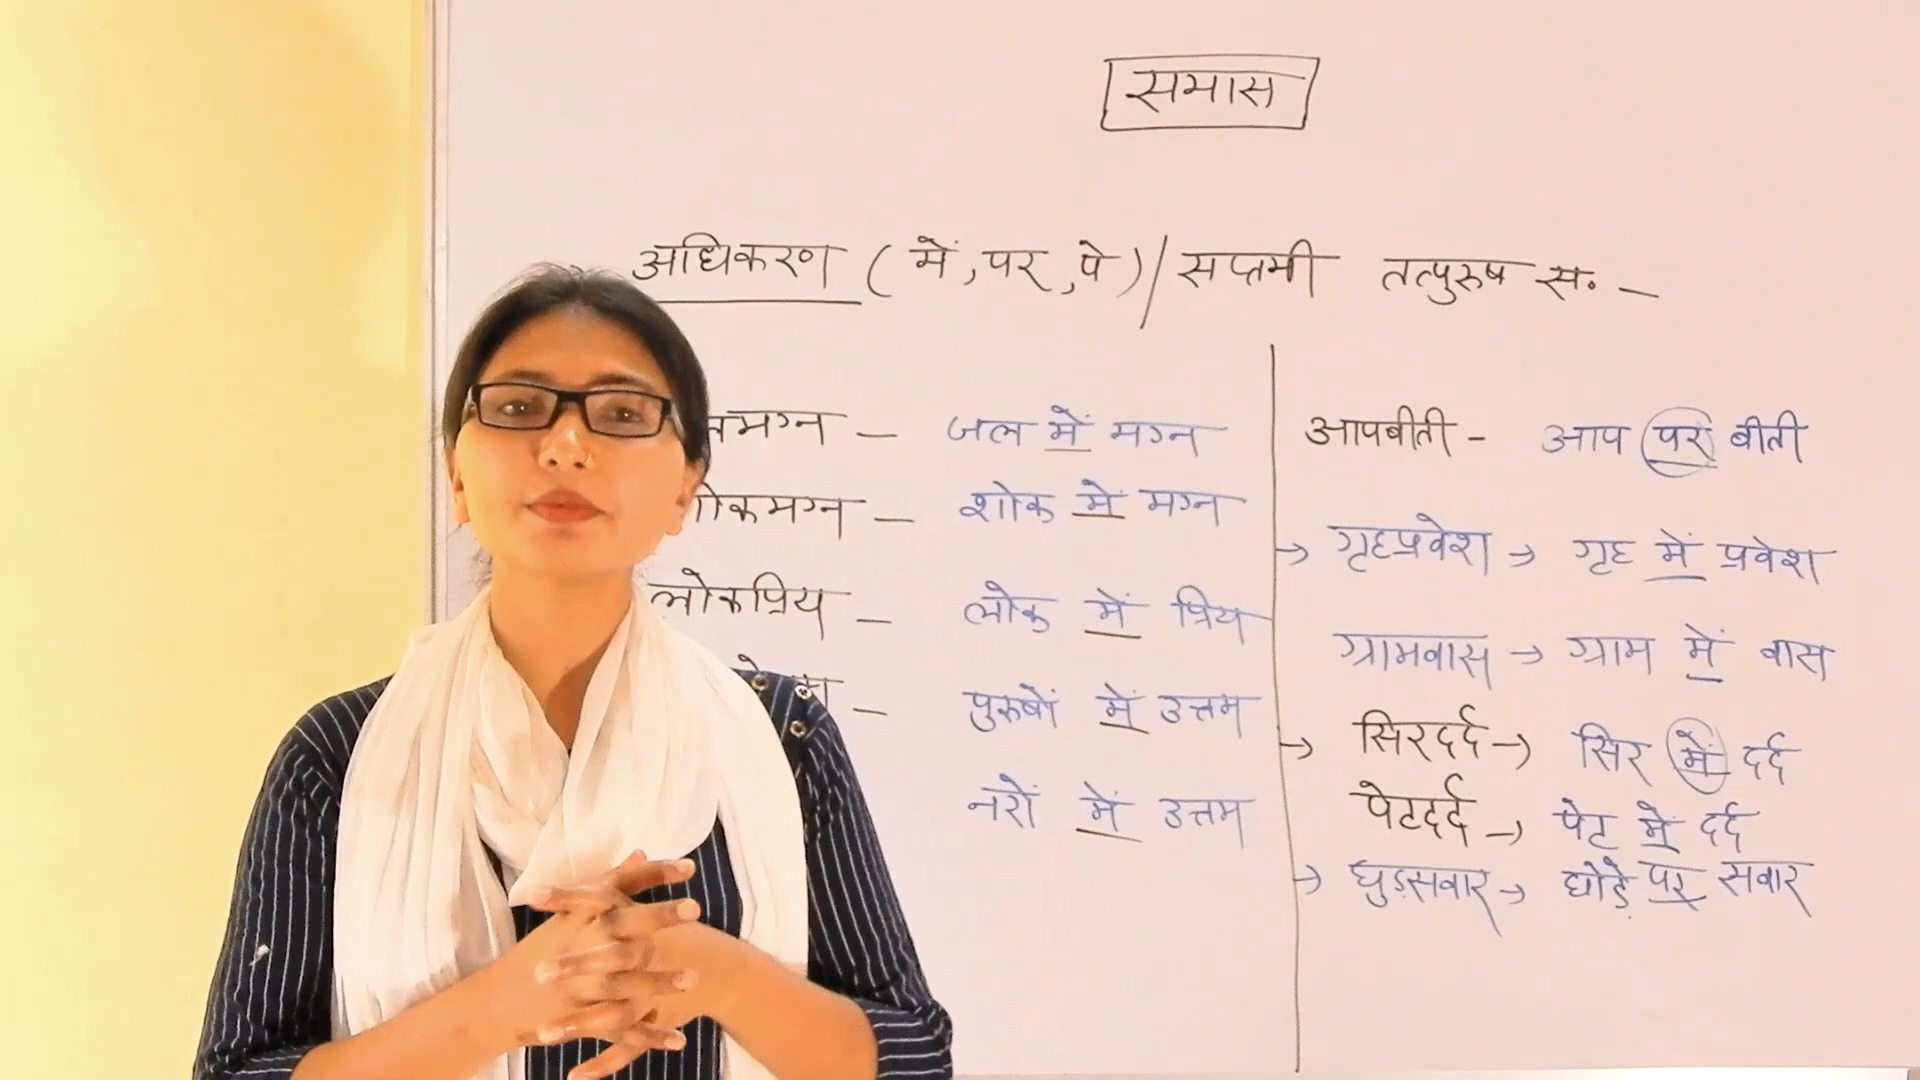 समास
अधिकरण (में, पर, पे) / सप्तमी तत्पुरुष स. –
मग्न – जल में मग्न
ोकमग्न – शोक में मग्न
लोकप्रिय – लोक में प्रिय
– पुरुषों में उत्तम
नरों में उत्तम
आपबीती - आप पर बीती
→ गृहप्रवेश → गृह में प्रवेश
ग्रामवास → ग्राम में वास
→ सिरदर्द → सिर में दर्द
पेटदर्द → पेट में दर्द
→ घुड़सवार → घोड़े पर सवार